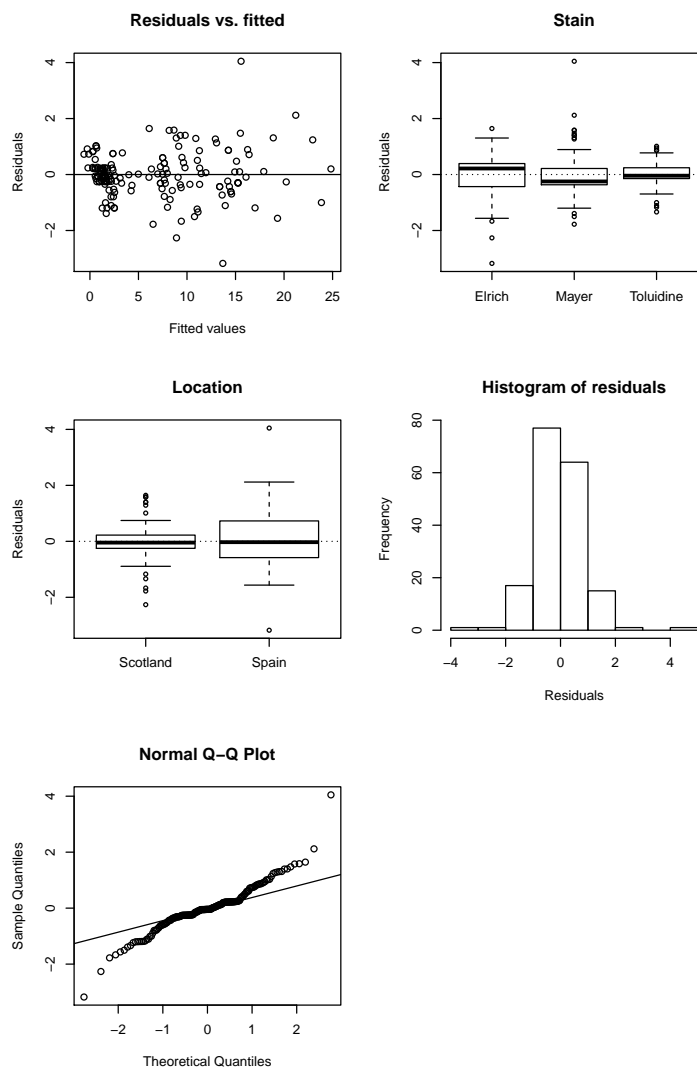 Residuals vs. fitted
Residuals
4
2
0
−2
0 5 10 15 20 25
Fitted values
Stain
Residuals
4
2
0
−2
Elrich Mayer Toluidine
Location
Residuals
4
2
0
−2
Scotland Spain
Histogram of residuals
Frequency
80
60
40
20
0
−4 −2 0 2 4
Residuals
Normal Q−Q Plot
Sample Quantiles
4
2
0
−2
−2 −1 0 1 2
Theoretical Quantiles